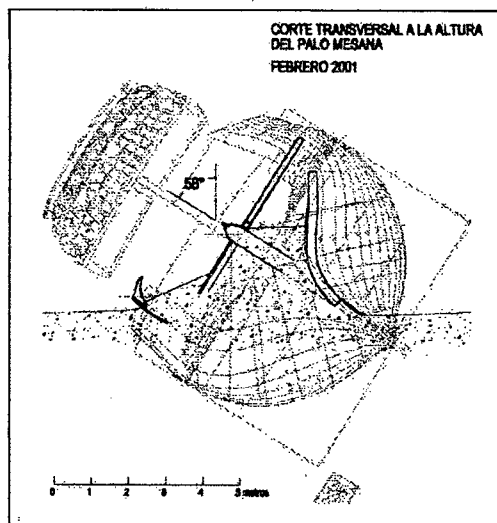 CORTE TRANSVERSAL A LA ALTURA
DEL PALO MESANA
FEBRERO 2001
58°
0 1 2 3 4 5 metros